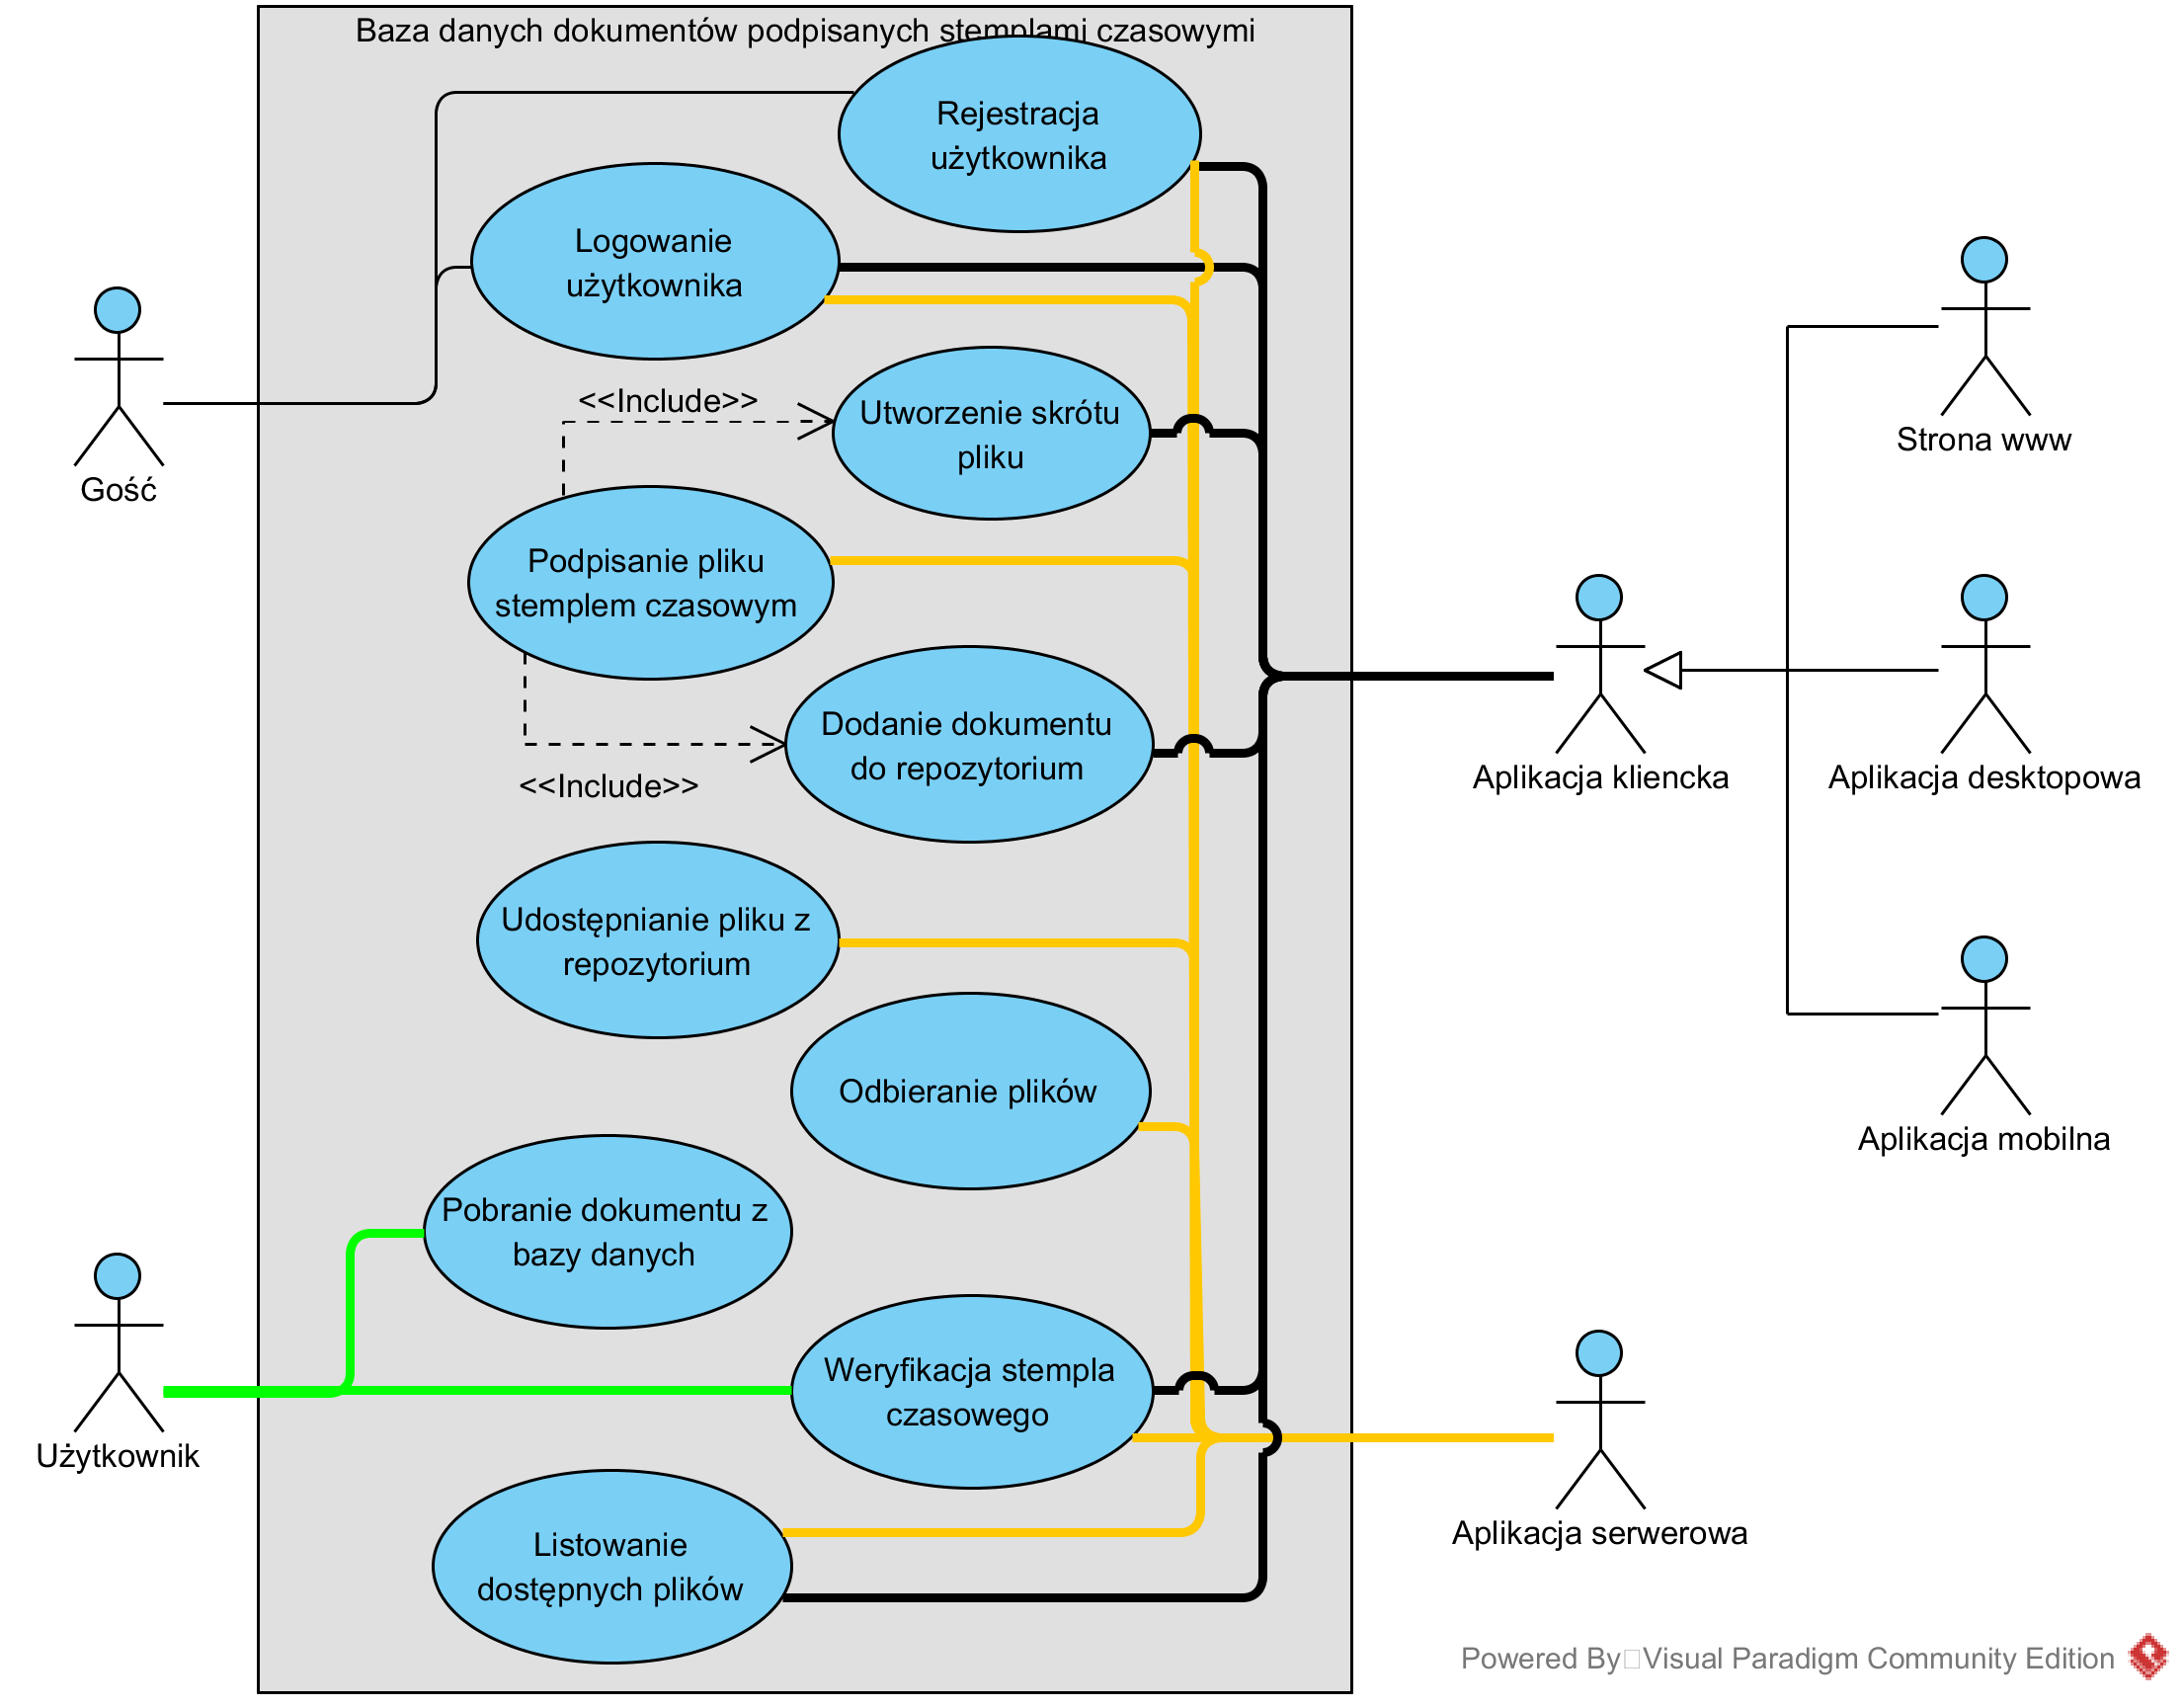 Baza danych dokumentów podpisanych stemplami czasowymi
Rejestracja
użytkownika
Logowanie
użytkownika
Gość
<<Include>>
Utworzenie skrótu
pliku
Strona www
Podpisanie pliku
stemplem czasowym
<<Include>>
Dodanie dokumentu
do repozytorium
Aplikacja kliencka
Aplikacja desktopowa
Udostępnianie pliku z
repozytorium
Odbieranie plików
Aplikacja mobilna
Pobranie dokumentu z
bazy danych
Użytkownik
Weryfikacja stempla
czasowego
Aplikacja serwerowa
Listowanie
dostępnych plików
Powered By Visual Paradigm Community Edition